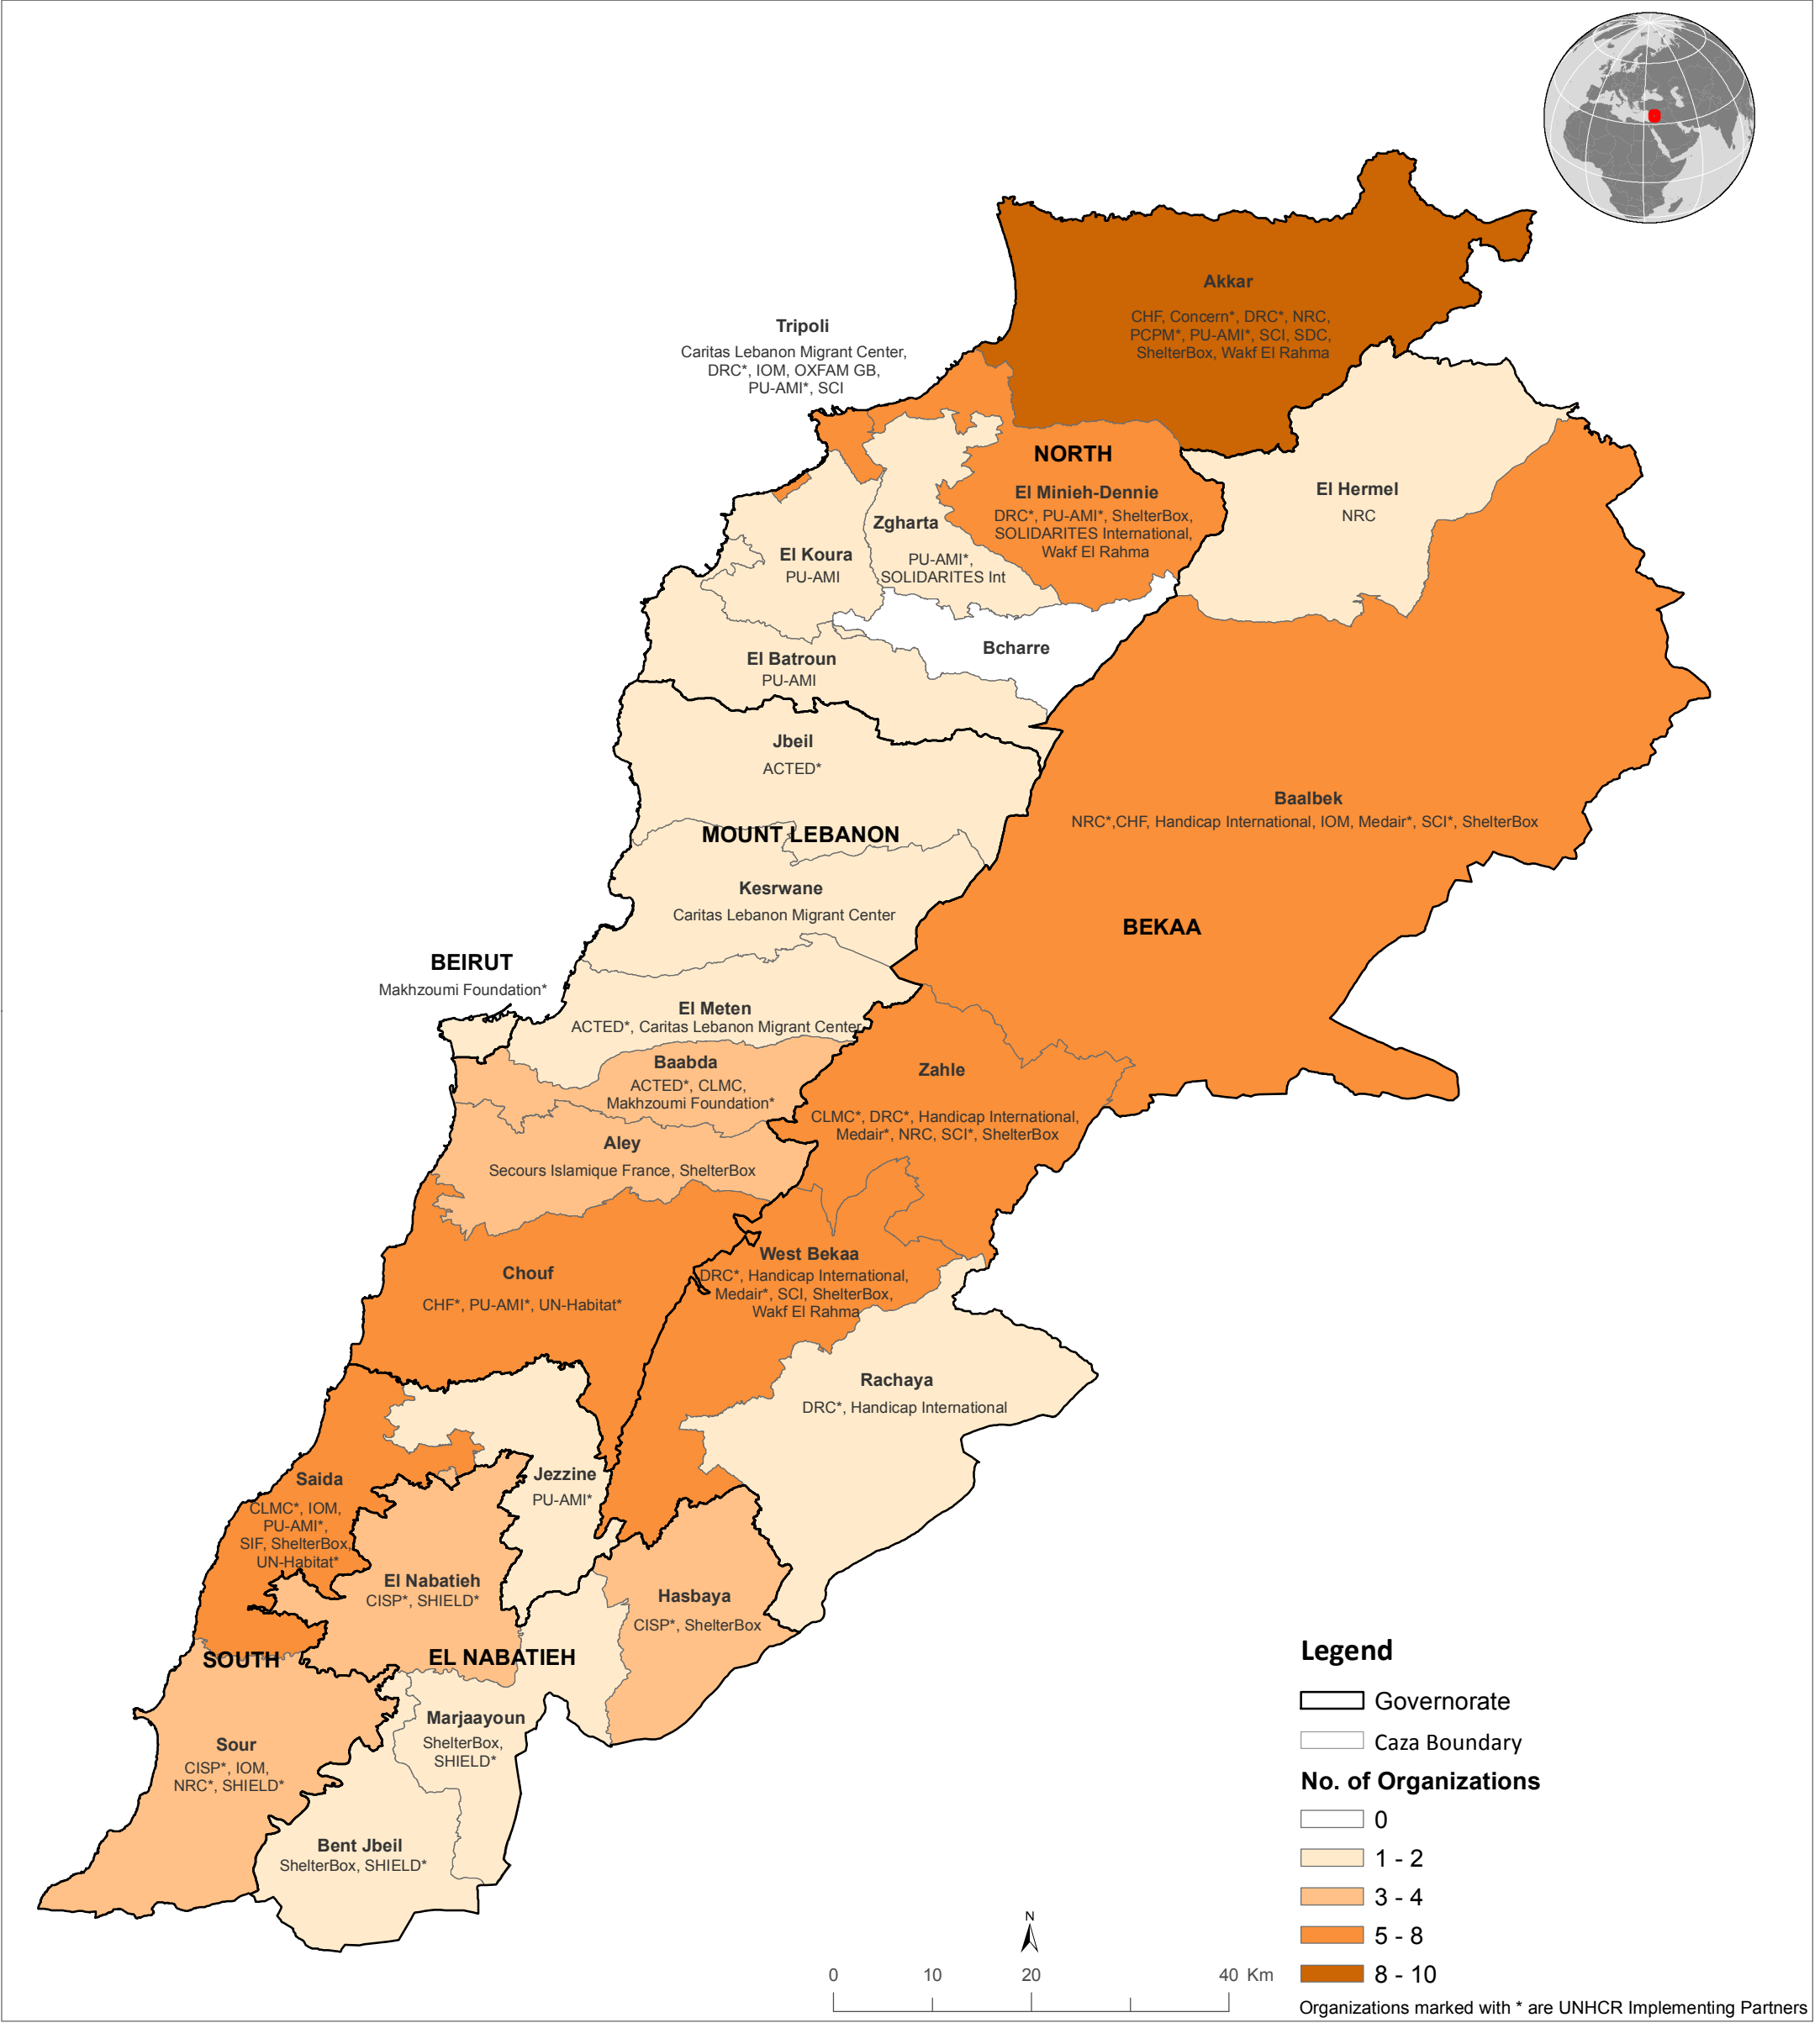 Akkar
CHF, Concern*, DRC*, NRC,
PCPM*, PU-AMI*, SCI, SDC,
ShelterBox, Wakf El Rahma
Tripoli
Caritas Lebanon Migrant Center,
DRC*, IOM, OXFAM GB,
PU-AMI*, SCI
NORTH
El Minieh-Dennie
DRC*, PU-AMI*, ShelterBox,
SOLIDARITES International,
Wakf El Rahma
El Hermel
NRC
Zgharta
PU-AMI*,
SOLIDARITES Int
El Koura
PU-AMI
Bcharre
El Batroun
PU-AMI
Jbeil
ACTED*
Baalbek
NRC*,CHF, Handicap International, IOM, Medair*, SCI*, ShelterBox
MOUNT LEBANON
Kesrwane
Caritas Lebanon Migrant Center
BEKAA
BEIRUT
Makhzoumi Foundation*
El Meten
ACTED*, Caritas Lebanon Migrant Center
Baabda
ACTED*, CLMC,
Makhzoumi Foundation*
Zahle
CLMC*, DRC*, Handicap International,
Medair*, NRC, SCI*, ShelterBox
Aley
Secours Islamique France, ShelterBox
West Bekaa
DRC*, Handicap International,
Medair*, SCI, ShelterBox,
Wakf El Rahma
Chouf
CHF*, PU-AMI*, UN-Habitat*
Rachaya
DRC*, Handicap International
Jezzine
PU-AMI*
Saida
CLMC*, IOM,
PU-AMI*,
SIF, ShelterBox,
UN-Habitat*
El Nabatieh
CISP*, SHIELD*
Hasbaya
CISP*, ShelterBox
SOUTH
EL NABATIEH
Marjaayoun
ShelterBox,
SHIELD*
Sour
CISP*, IOM,
NRC*, SHIELD*
Bent Jbeil
ShelterBox, SHIELD*
Legend
Governorate
Caza Boundary
No. of Organizations
0
1 - 2
3 - 4
5 - 8
8 - 10
Organizations marked with * are UNHCR Implementing Partners
N
0 10 20 40 Km